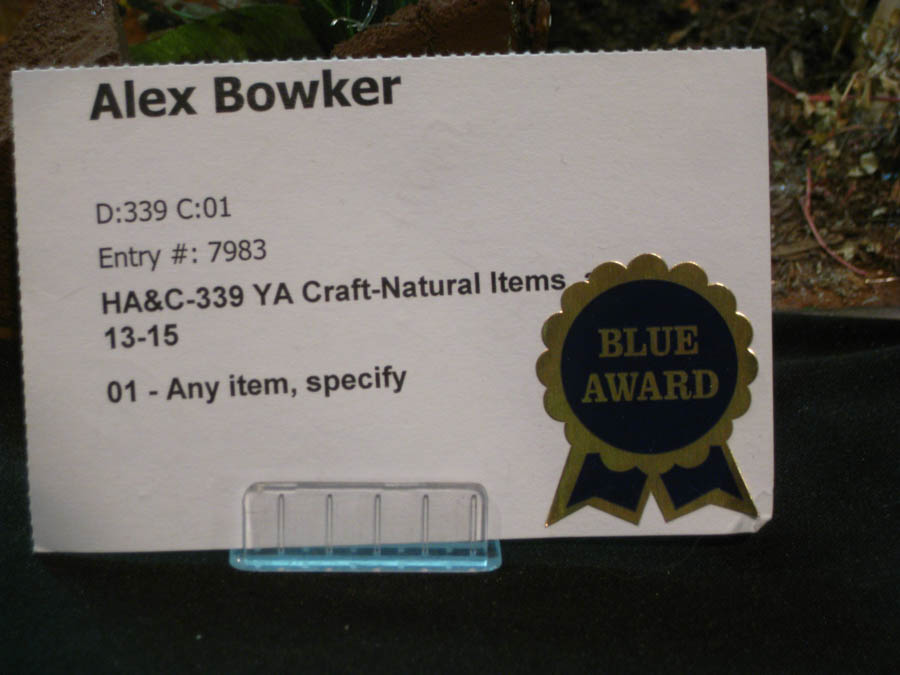 Alex Bowker
D:339 C:01
Entry #: 7983
HA&C-339 YA Craft-Natural Items
13-15
01 - Any item, specify
BLUE
AWARD